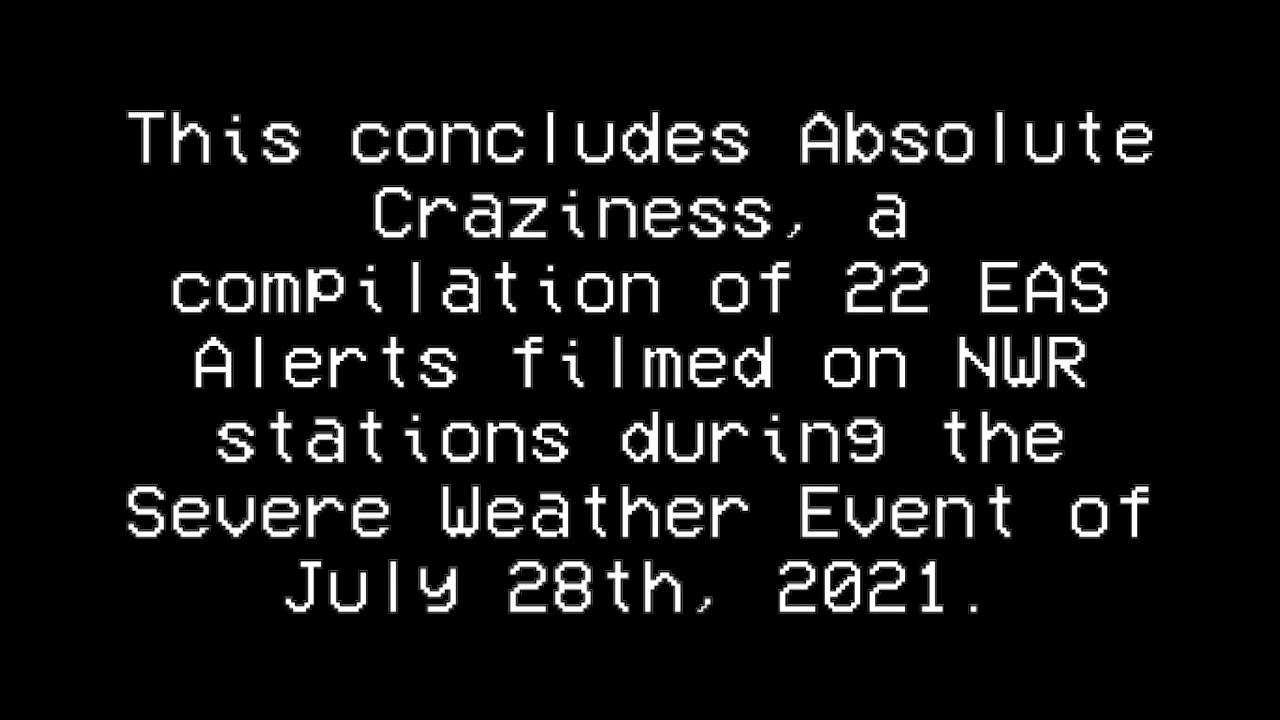 This concludes Absolute
Craziness, a
compilation of 22 EAS
Alerts filmed on NWR
stations during the
Severe Weather Event of
July 28th, 2021.